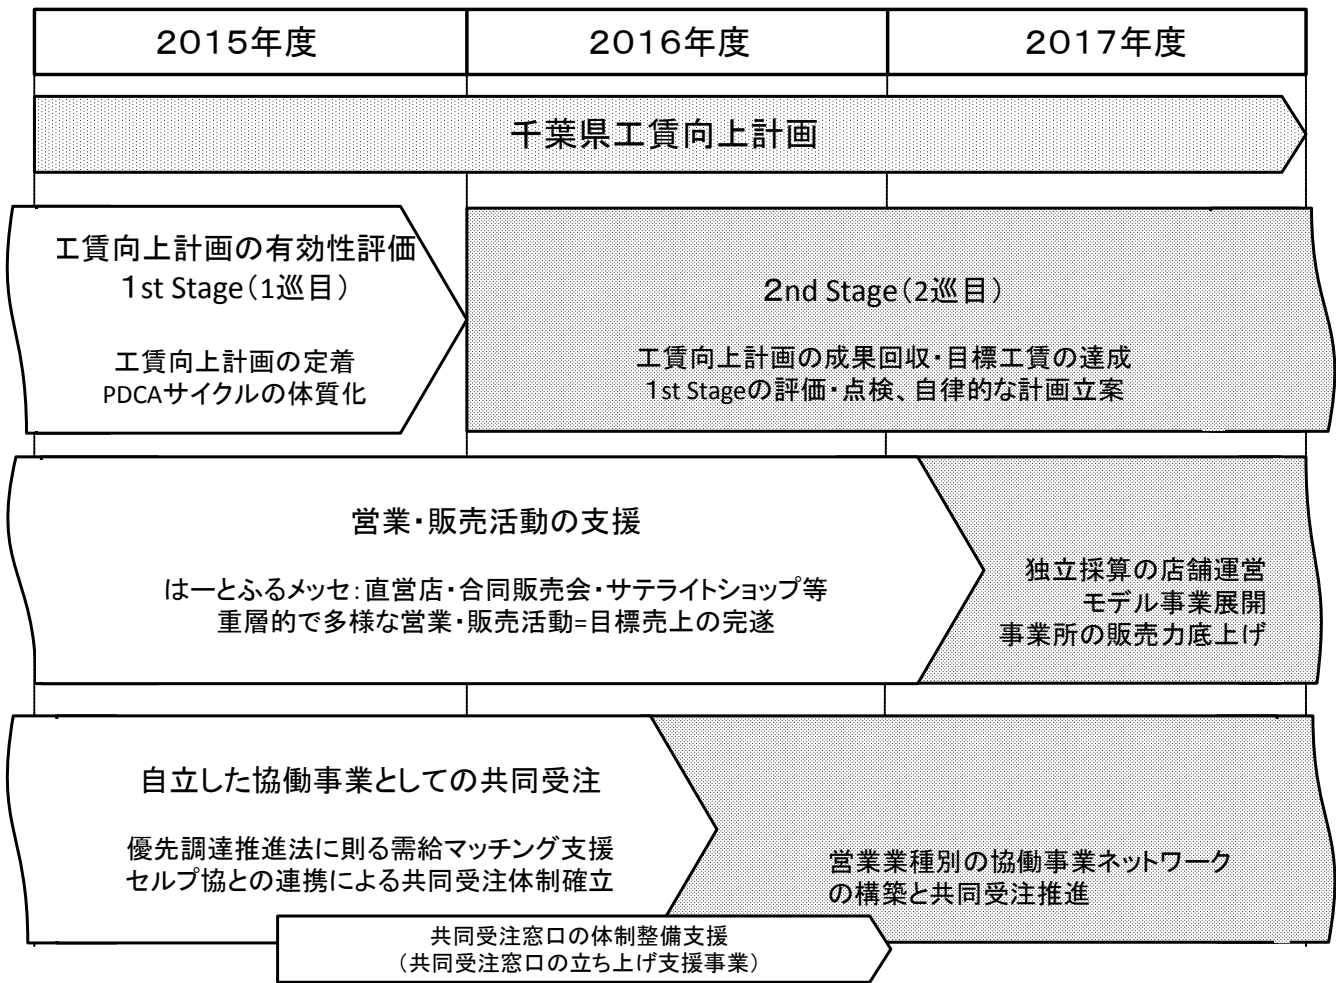 2015年度
2016年度
2017年度
千葉県工賃向上計画
工賃向上計画の有効性評価
1st Stage(1巡目)
工賃向上計画の定着
PDCAサイクルの体質化
2nd Stage(2巡目)
工賃向上計画の成果回収・目標工賃の達成
1st Stageの評価・点検、自律的な計画立案
営業・販売活動の支援
はーとふるメッセ:直営店・合同販売会・サテライトショップ等
重層的で多様な営業・販売活動=目標売上の完遂
独立採算の店舗運営
モデル事業展開
事業所の販売力底上げ
自立した協働事業としての共同受注
優先調達推進法に則る需給マッチング支援
セルプ協との連携による共同受注体制確立
営業業種別の協働事業ネットワーク
の構築と共同受注推進
共同受注窓口の体制整備支援
(共同受注窓口の立ち上げ支援事業)